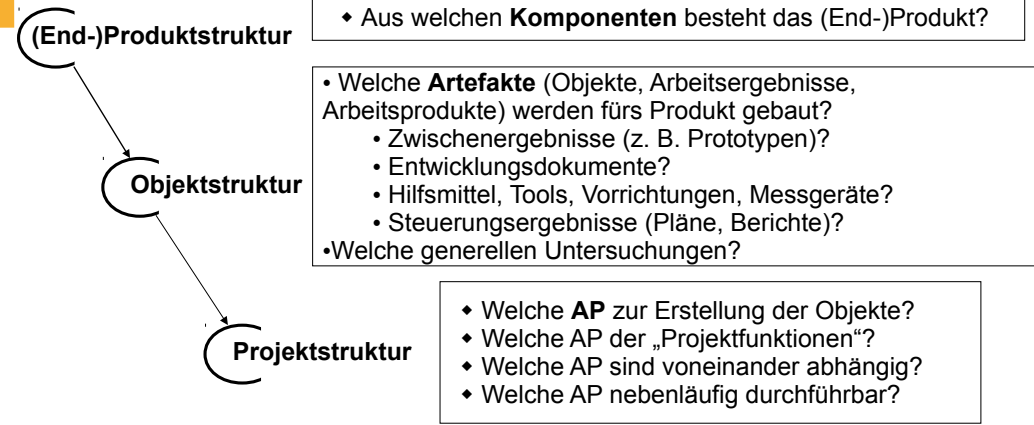 (End-)Produktstruktur
◆ Aus welchen Komponenten besteht das (End-)Produkt?
• Welche Artefakte (Objekte, Arbeitsergebnisse,
Arbeitsprodukte) werden fürs Produkt gebaut?
• Zwischenergebnisse (z. B. Prototypen)?
• Entwicklungsdokumente?
• Hilfsmittel, Tools, Vorrichtungen, Messgeräte?
• Steuerungsergebnisse (Pläne, Berichte)?
•Welche generellen Untersuchungen?
Objektstruktur
Projektstruktur
◆ Welche AP zur Erstellung der Objekte?
◆ Welche AP der „Projektfunktionen“?
◆ Welche AP sind voneinander abhängig?
◆ Welche AP nebenläufig durchführbar?